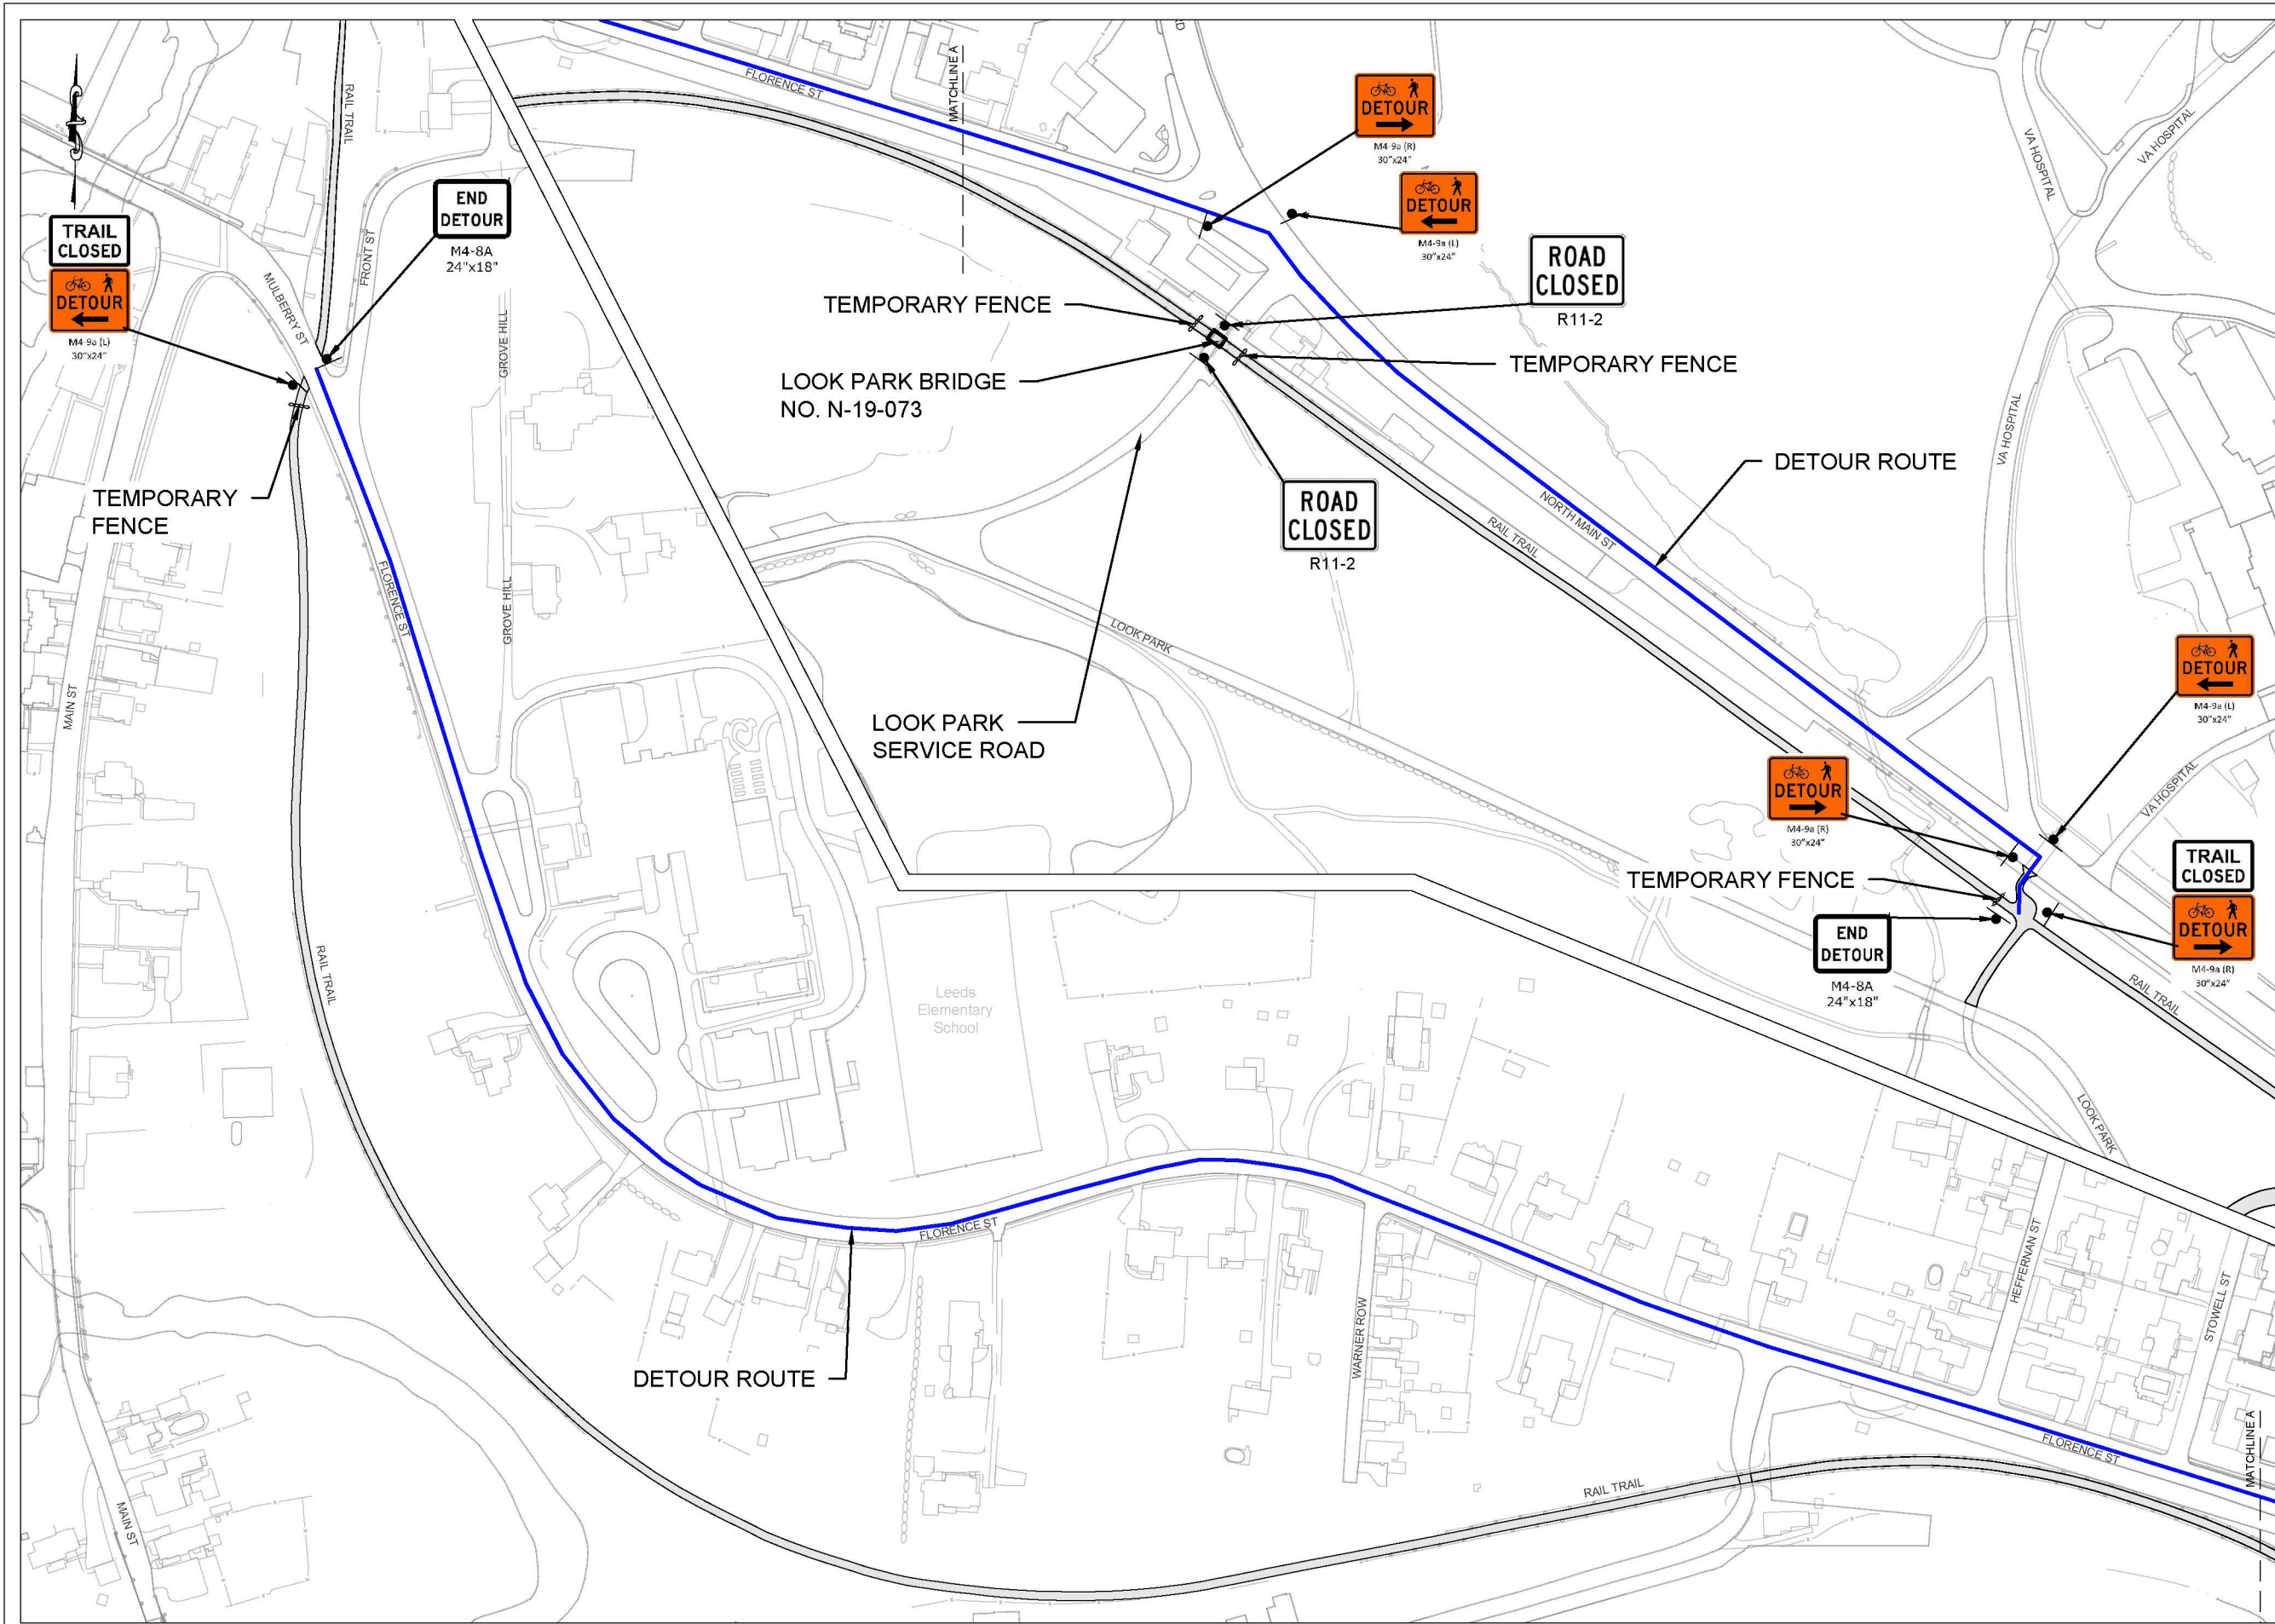 RAIL TRAIL
FLORENCE ST
MATCHLINE A
RD
DETOUR
M4-9a (R)
30"x24"
DETOUR
M4-9a (L)
30"x24"
VA HOSPITAL
VA HOSPITAL
END
DETOUR
M4-8A
24"x18"
TRAIL
CLOSED
DETOUR
M4-9a (L)
30"x24"
FRONT ST
MULBERRY ST
GROVE HILL
TEMPORARY FENCE
ROAD
CLOSED
R11-2
LOOK PARK BRIDGE
NO. N-19-073
TEMPORARY FENCE
VA HOSPITAL
DETOUR ROUTE
TEMPORARY
FENCE
ROAD
CLOSED
R11-2
NORTH MAIN ST
RAIL TRAIL
FLORENCE ST
GROVE HILL
LOOK PARK
MAIN ST
LOOK PARK
SERVICE ROAD
DETOUR
M4-9a (L)
30"x24"
DETOUR
M4-9a (R)
30"x24"
VA HOSPITAL
TEMPORARY FENCE
TRAIL
CLOSED
DETOUR
M4-9a (R)
30"x24"
END
DETOUR
M4-8A
24"x18"
RAIL TRAIL
RAIL TRAIL
Leeds
Elementary
School
LOOK PARK
FLORENCE ST
HEFFERNAN ST
STOWELL ST
WARNER ROW
DETOUR ROUTE
FLORENCE ST
MATCHLINE A
RAIL TRAIL
MAIN ST